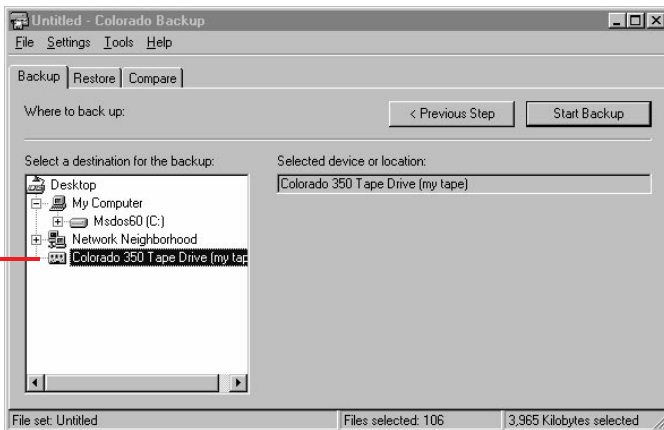 Untitled - Colorado Backup
File Settings Tools Help
Backup Restore Compare
Where to back up:
< Previous Step
Start Backup
Select a destination for the backup:
Selected device or location:
Desktop
My Computer
Msdos60 (C:)
Network Neighborhood
Colorado 350 Tape Drive (my tap
Colorado 350 Tape Drive (my tape)
File set: Untitled
Files selected: 106
3,965 Kilobytes selected